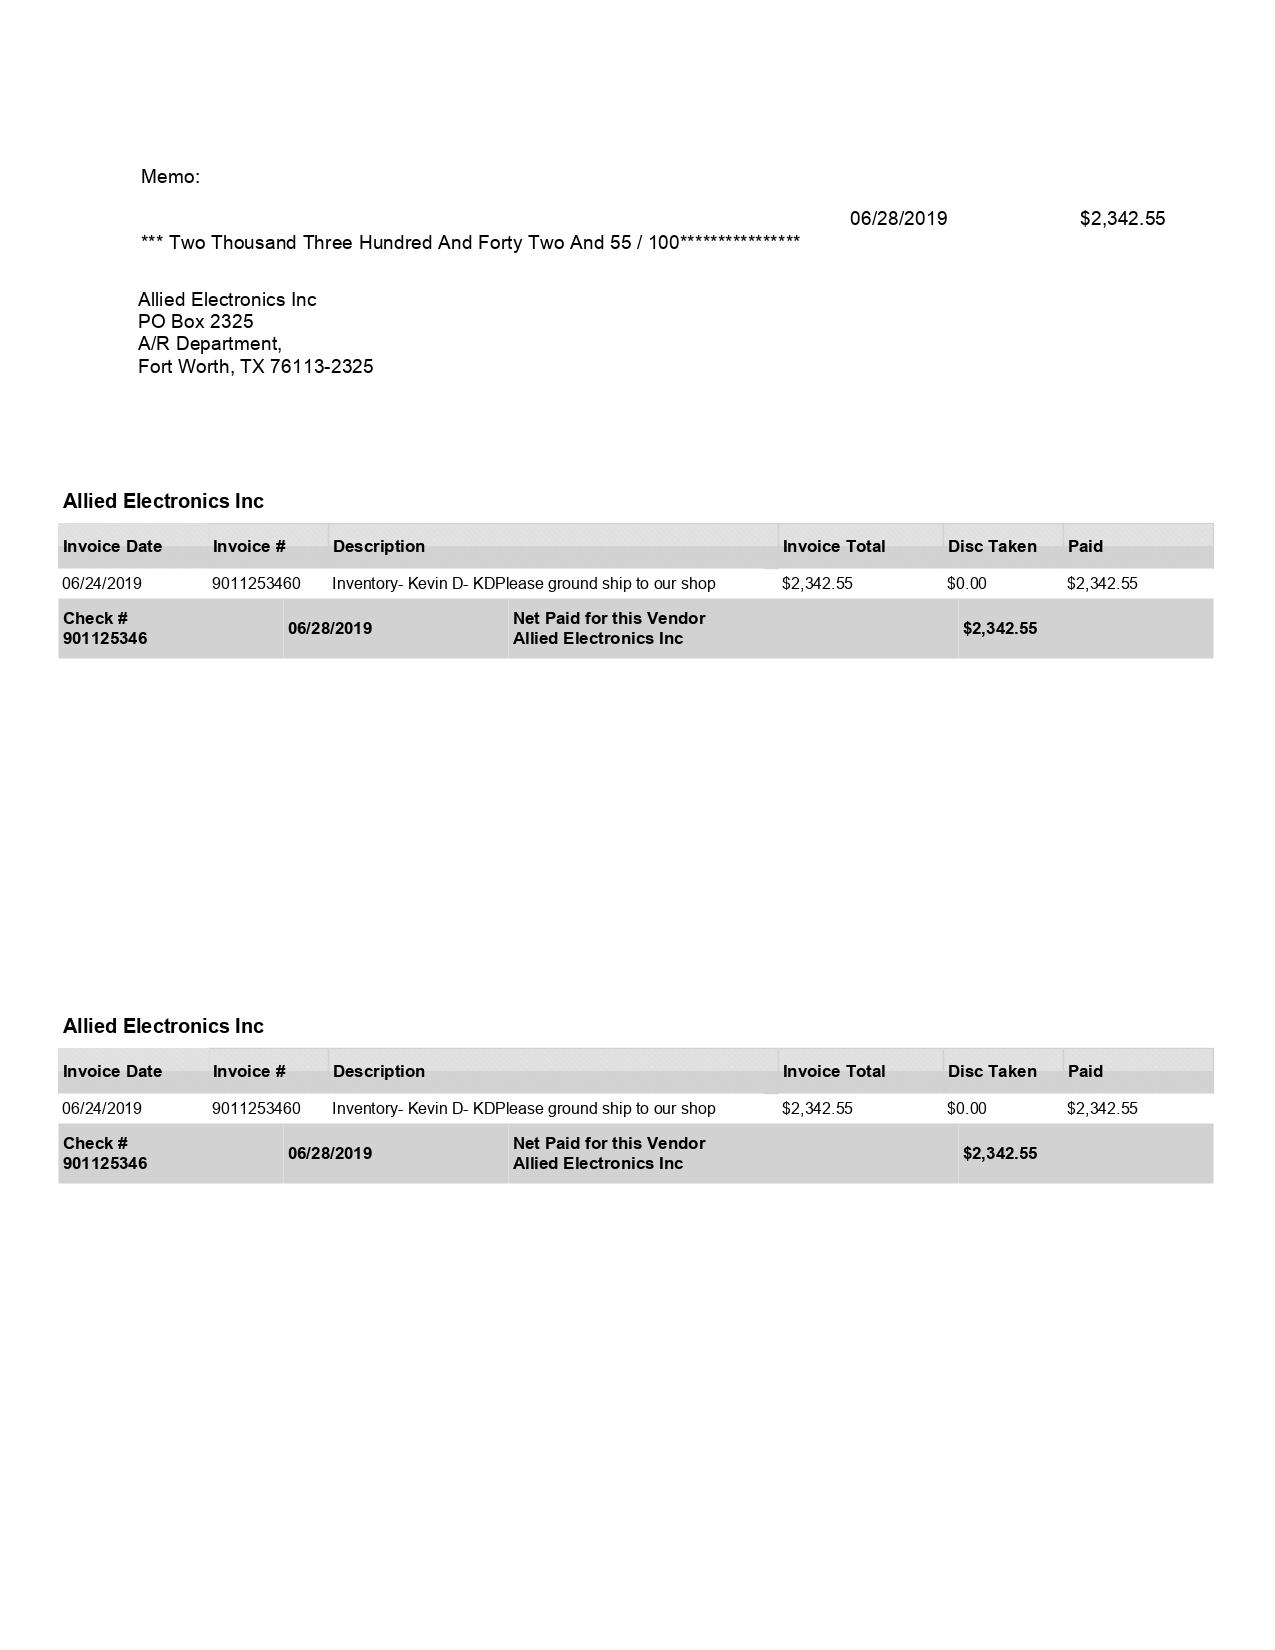 Memo:
06/28/2019 $2,342.55
*** Two Thousand Three Hundred And Forty Two And 55 / 100****************
Allied Electronics Inc
PO Box 2325
A/R Department,
Fort Worth, TX 76113-2325
Allied Electronics Inc
Invoice Date Invoice # Description Invoice Total Disc Taken Paid
06/24/2019 9011253460 Inventory- Kevin D- KDPlease ground ship to our shop $2,342.55 $0.00 $2,342.55
Check #
901125346 06/28/2019 Net Paid for this Vendor
Allied Electronics Inc $2,342.55
Allied Electronics Inc
Invoice Date Invoice # Description Invoice Total Disc Taken Paid
06/24/2019 9011253460 Inventory- Kevin D- KDPlease ground ship to our shop $2,342.55 $0.00 $2,342.55
Check #
901125346 06/28/2019 Net Paid for this Vendor
Allied Electronics Inc $2,342.55